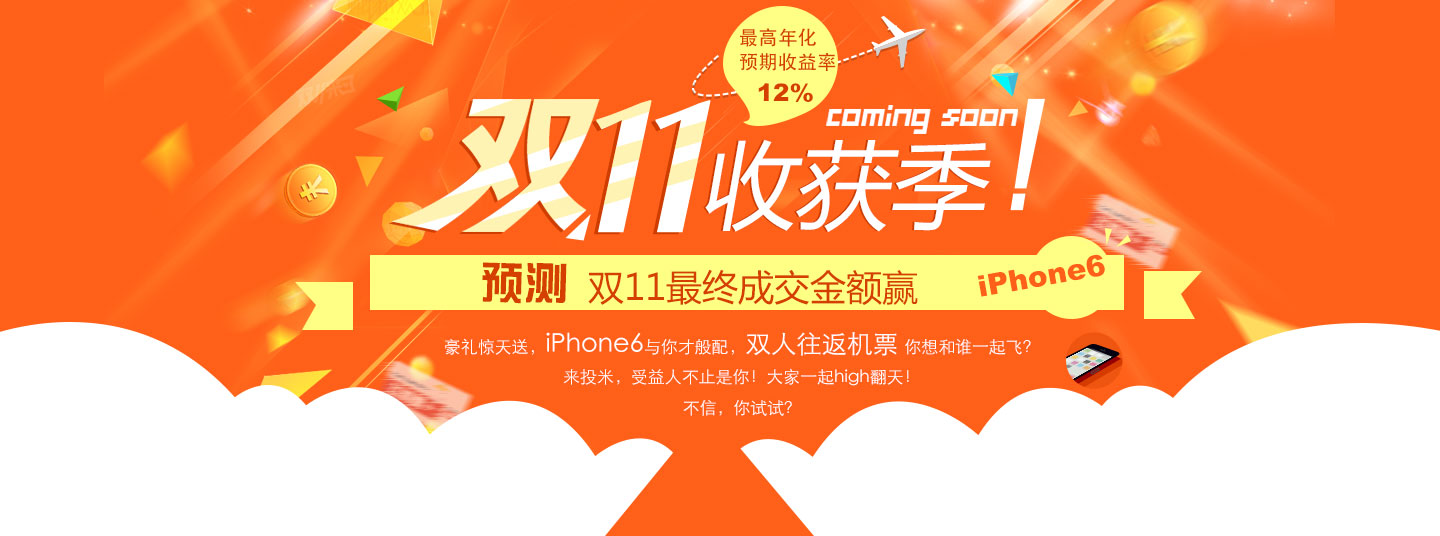 最高年化
预期收益率
12%
coming soon
双11收获季!
预测 双11最终成交金额赢 iPhone6
豪礼惊天送，iPhone6与你才般配，双人往返机票 你想和谁一起飞？
来投米，受益人不止是你！大家一起high翻天！
不信，你试试？